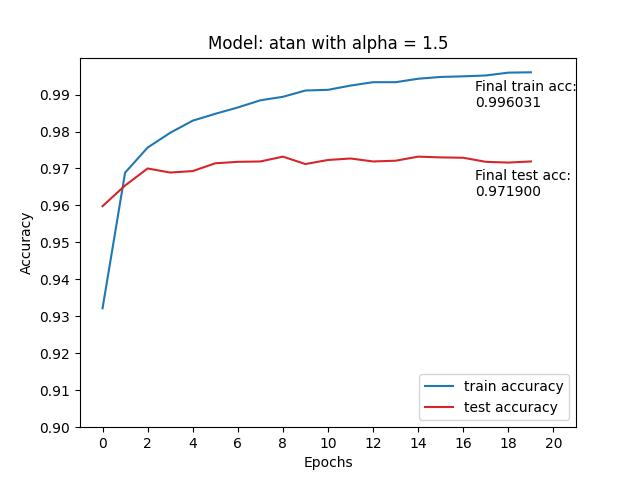 Model: atan with alpha = 1.5
Final train acc:
0.996031
Final test acc:
0.971900
0.99
0.98
0.97
0.96
0.95
0.94
0.93
0.92
0.91
0.90
Accuracy
train accuracy
test accuracy
0 2 4 6 8 10 12 14 16 18 20
Epochs